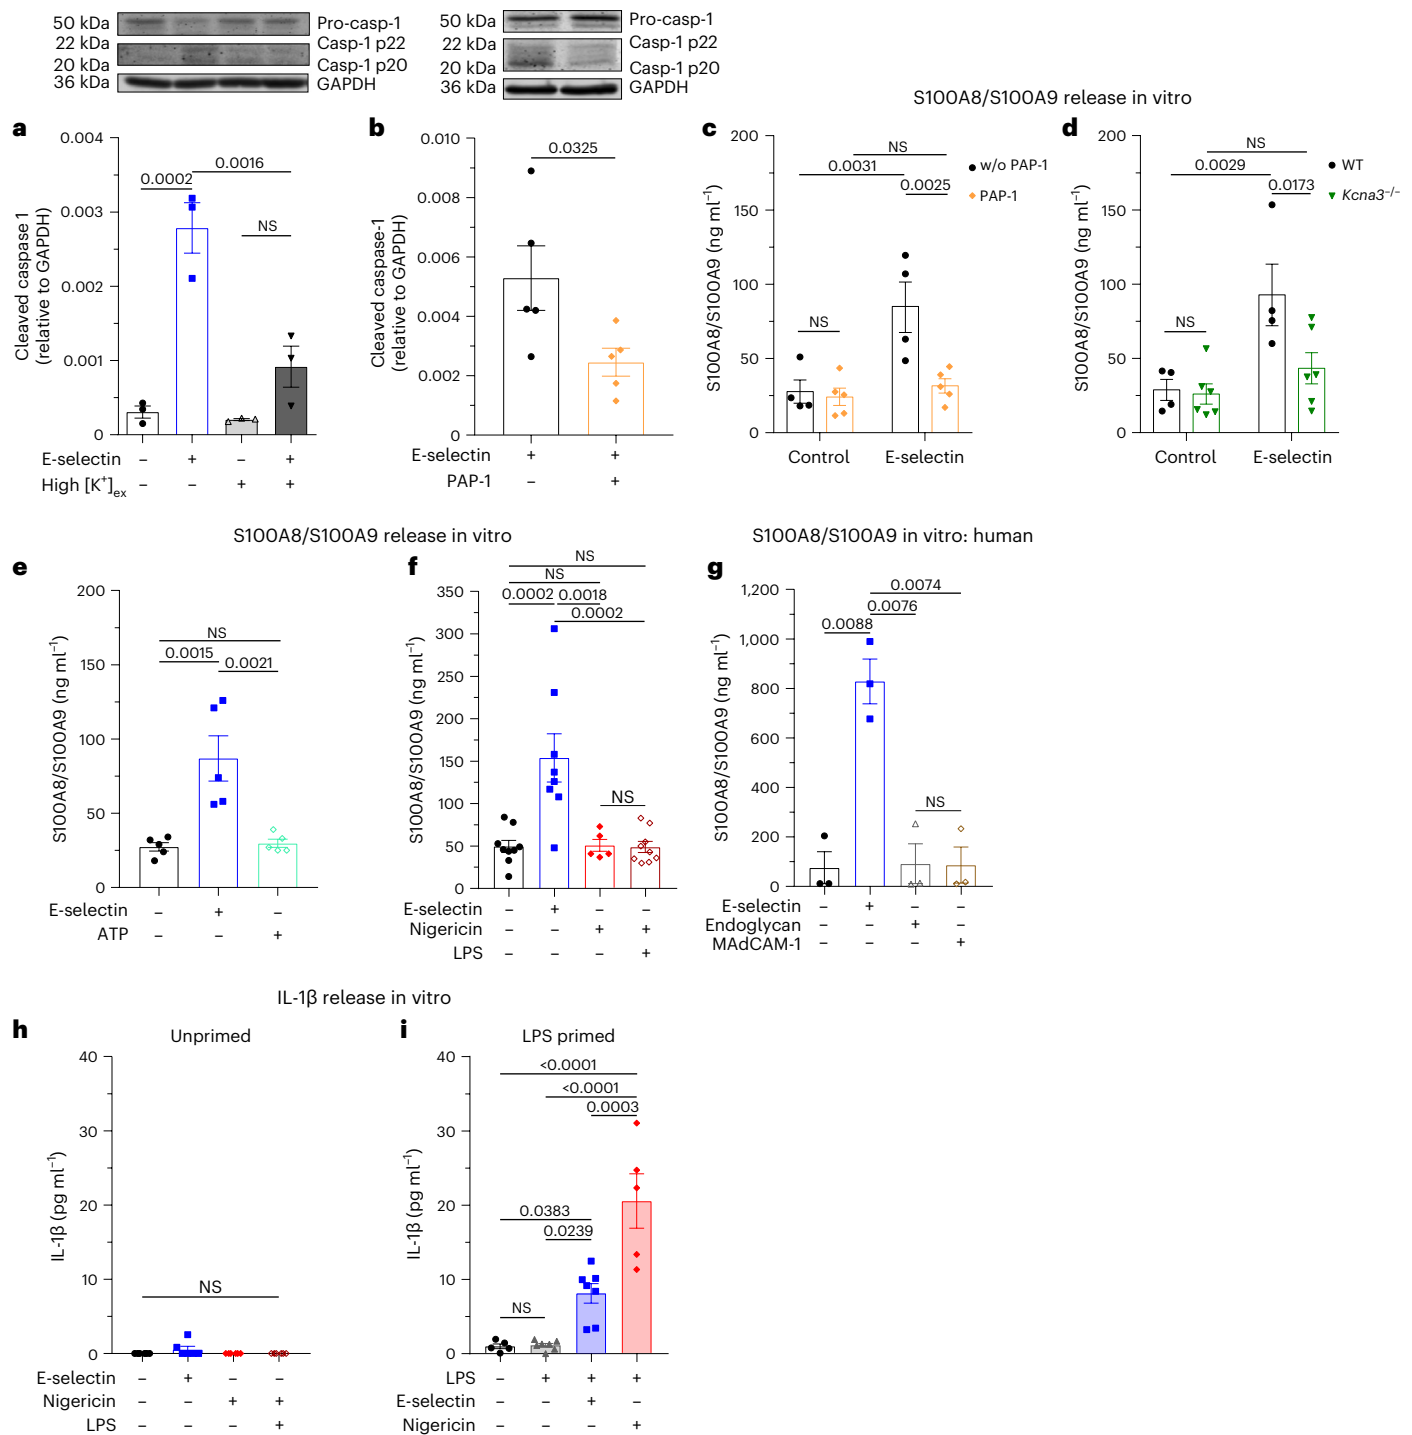 50 kDa
22 kDa
20 kDa
36 kDa
Pro-casp-1
Casp-1 p22
Casp-1 p20
GAPDH
50 kDa
22 kDa
20 kDa
36 kDa
Pro-casp-1
Casp-1 p22
Casp-1 p20
GAPDH
a
0.004
0.003
0.002
0.001
0
Cleaved caspase-1
(relative to GAPDH)
0.0016
0.0002
NS
E-selectin – + – +
High [K⁺]ex – – + +
b
0.010
0.008
0.006
0.004
0.002
0
Cleaved caspase-1
(relative to GAPDH)
0.0325
E-selectin + +
PAP-1 – +
S100A8/S100A9 release in vitro
c
200
150
100
50
0
S100A8/S100A9 (ng ml⁻¹)
NS
0.0031
0.0025
NS
w/o PAP-1
PAP-1
Control E-selectin
d
200
150
100
50
0
S100A8/S100A9 (ng ml⁻¹)
NS
0.0029
0.0173
NS
WT
Kcna3⁻/⁻
Control E-selectin
S100A8/S100A9 release in vitro
e
200
150
100
50
0
S100A8/S100A9 (ng ml⁻¹)
NS
0.0015
0.0021
E-selectin – + –
ATP – – +
f
350
300
250
200
150
100
50
0
S100A8/S100A9 (ng ml⁻¹)
NS
NS
0.0002 0.0018
0.0002
NS
E-selectin – + – –
Nigericin – – + +
LPS – – – +
S100A8/S100A9 in vitro: human
g
1,200
1,000
800
600
400
200
0
S100A8/S100A9 (ng ml⁻¹)
0.0074
0.0076
0.0088
NS
E-selectin – + – –
Endoglycan – – + –
MAdCAM-1 – – – +
IL-1β release in vitro
h
Unprimed
40
30
20
10
0
IL-1β (pg ml⁻¹)
NS
E-selectin – + – –
Nigericin – – + +
LPS – – – +
i
LPS primed
40
30
20
10
0
IL-1β (pg ml⁻¹)
<0.0001
<0.0001
0.0003
0.0383
0.0239
NS
LPS – + + +
E-selectin – – + –
Nigericin – – – +